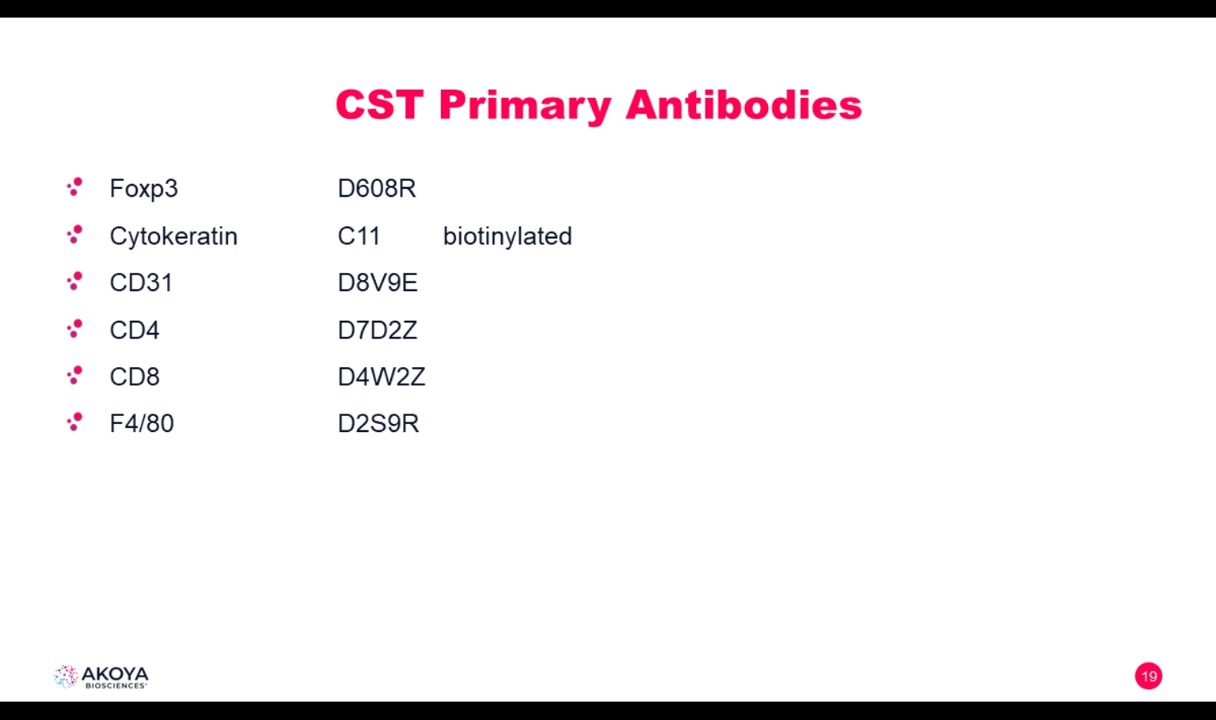 CST Primary Antibodies
Foxp3 D608R
Cytokeratin C11 biotinylated
CD31 D8V9E
CD4 D7D2Z
CD8 D4W2Z
F4/80 D2S9R
AKOYA
BIOSCIENCES
19